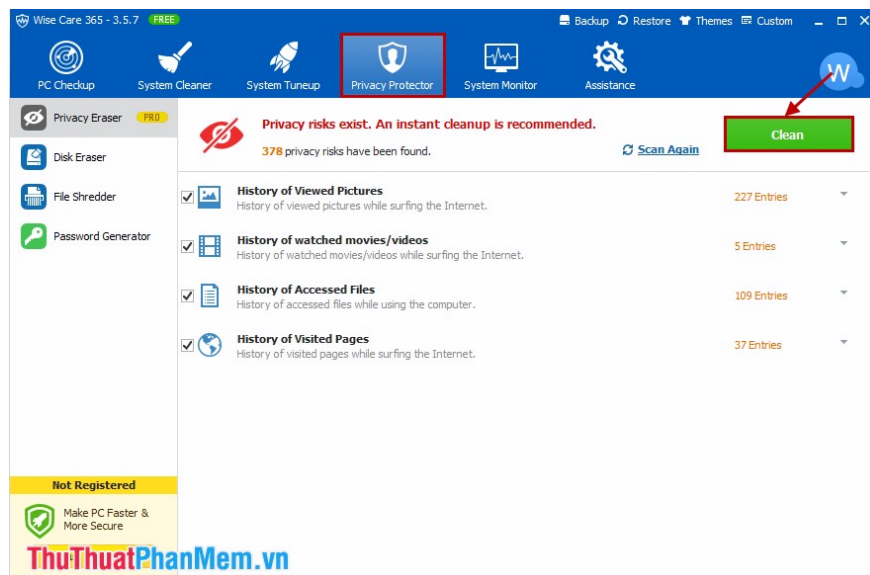 Wise Care 365 - 3.5.7 FREE Backup Restore Themes Custom
PC Checkup System Cleaner System Tuneup Privacy Protector System Monitor Assistance W
Privacy Eraser PRO
Disk Eraser
File Shredder
Password Generator
Privacy risks exist. An instant cleanup is recommended.
378 privacy risks have been found. Scan Again
Clean
History of Viewed Pictures
History of viewed pictures while surfing the Internet.
227 Entries
History of watched movies/videos
History of watched movies/videos while surfing the Internet.
5 Entries
History of Accessed Files
History of accessed files while using the computer.
109 Entries
History of Visited Pages
History of visited pages while surfing the Internet.
37 Entries
Not Registered
Make PC Faster &
More Secure
ThuThuatPhanMem.vn